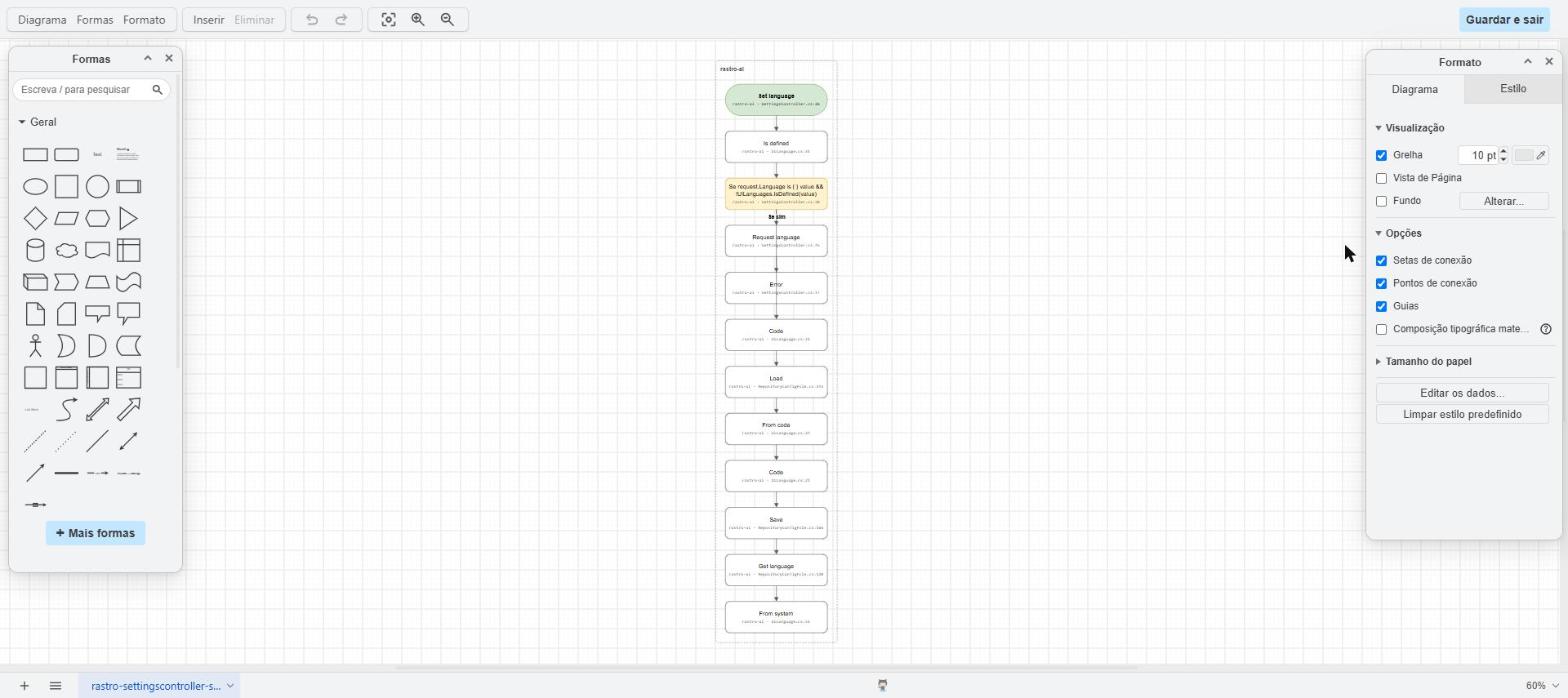 Diagrama Formas Formato Inserir Eliminar
Guardar e sair
Formas
Escreva / para pesquisar
Geral
Text
Mais formas
rastro-ai
Set language
Is defined
Se request.Language is { } value &&
!UiLanguages.IsDefined(value)
Se sim
Request language
Error
Code
Load
From code
Code
Save
Get language
From system
Formato
Diagrama Estilo
Visualização
Grelha 10 pt
Vista de Página
Fundo Alterar...
Opções
Setas de conexão
Pontos de conexão
Guias
Composição tipográfica mate...
Tamanho do papel
Editar os dados...
Limpar estilo predefinido
rastro-settingscontroller-s...
60%